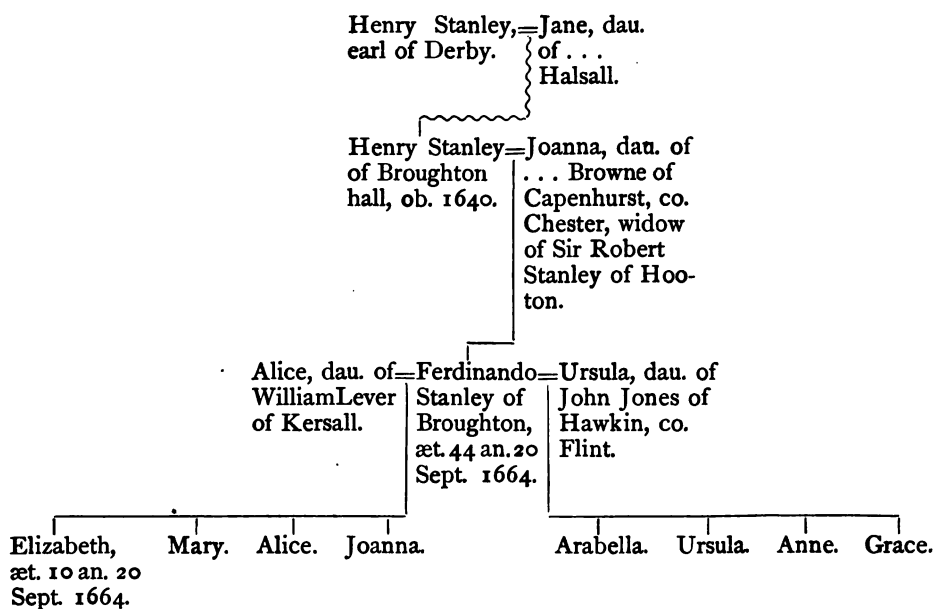 Henry Stanley,=Jane, dau.
earl of Derby. of . . .
Halsall.
Henry Stanley=Joanna, dau. of
of Broughton . . . Browne of
hall, ob. 1640. Capenhurst, co.
Chester, widow
of Sir Robert
Stanley of Hoo-
ton.
Alice, dau. of=Ferdinando=Ursula, dau. of
William Lever Stanley of John Jones of
of Kersall. Broughton, Hawkin, co.
æt. 44 an. 20 Flint.
Sept. 1664.
Elizabeth, Mary. Alice. Joanna. Arabella. Ursula. Anne. Grace.
æt. 10 an. 20
Sept. 1664.